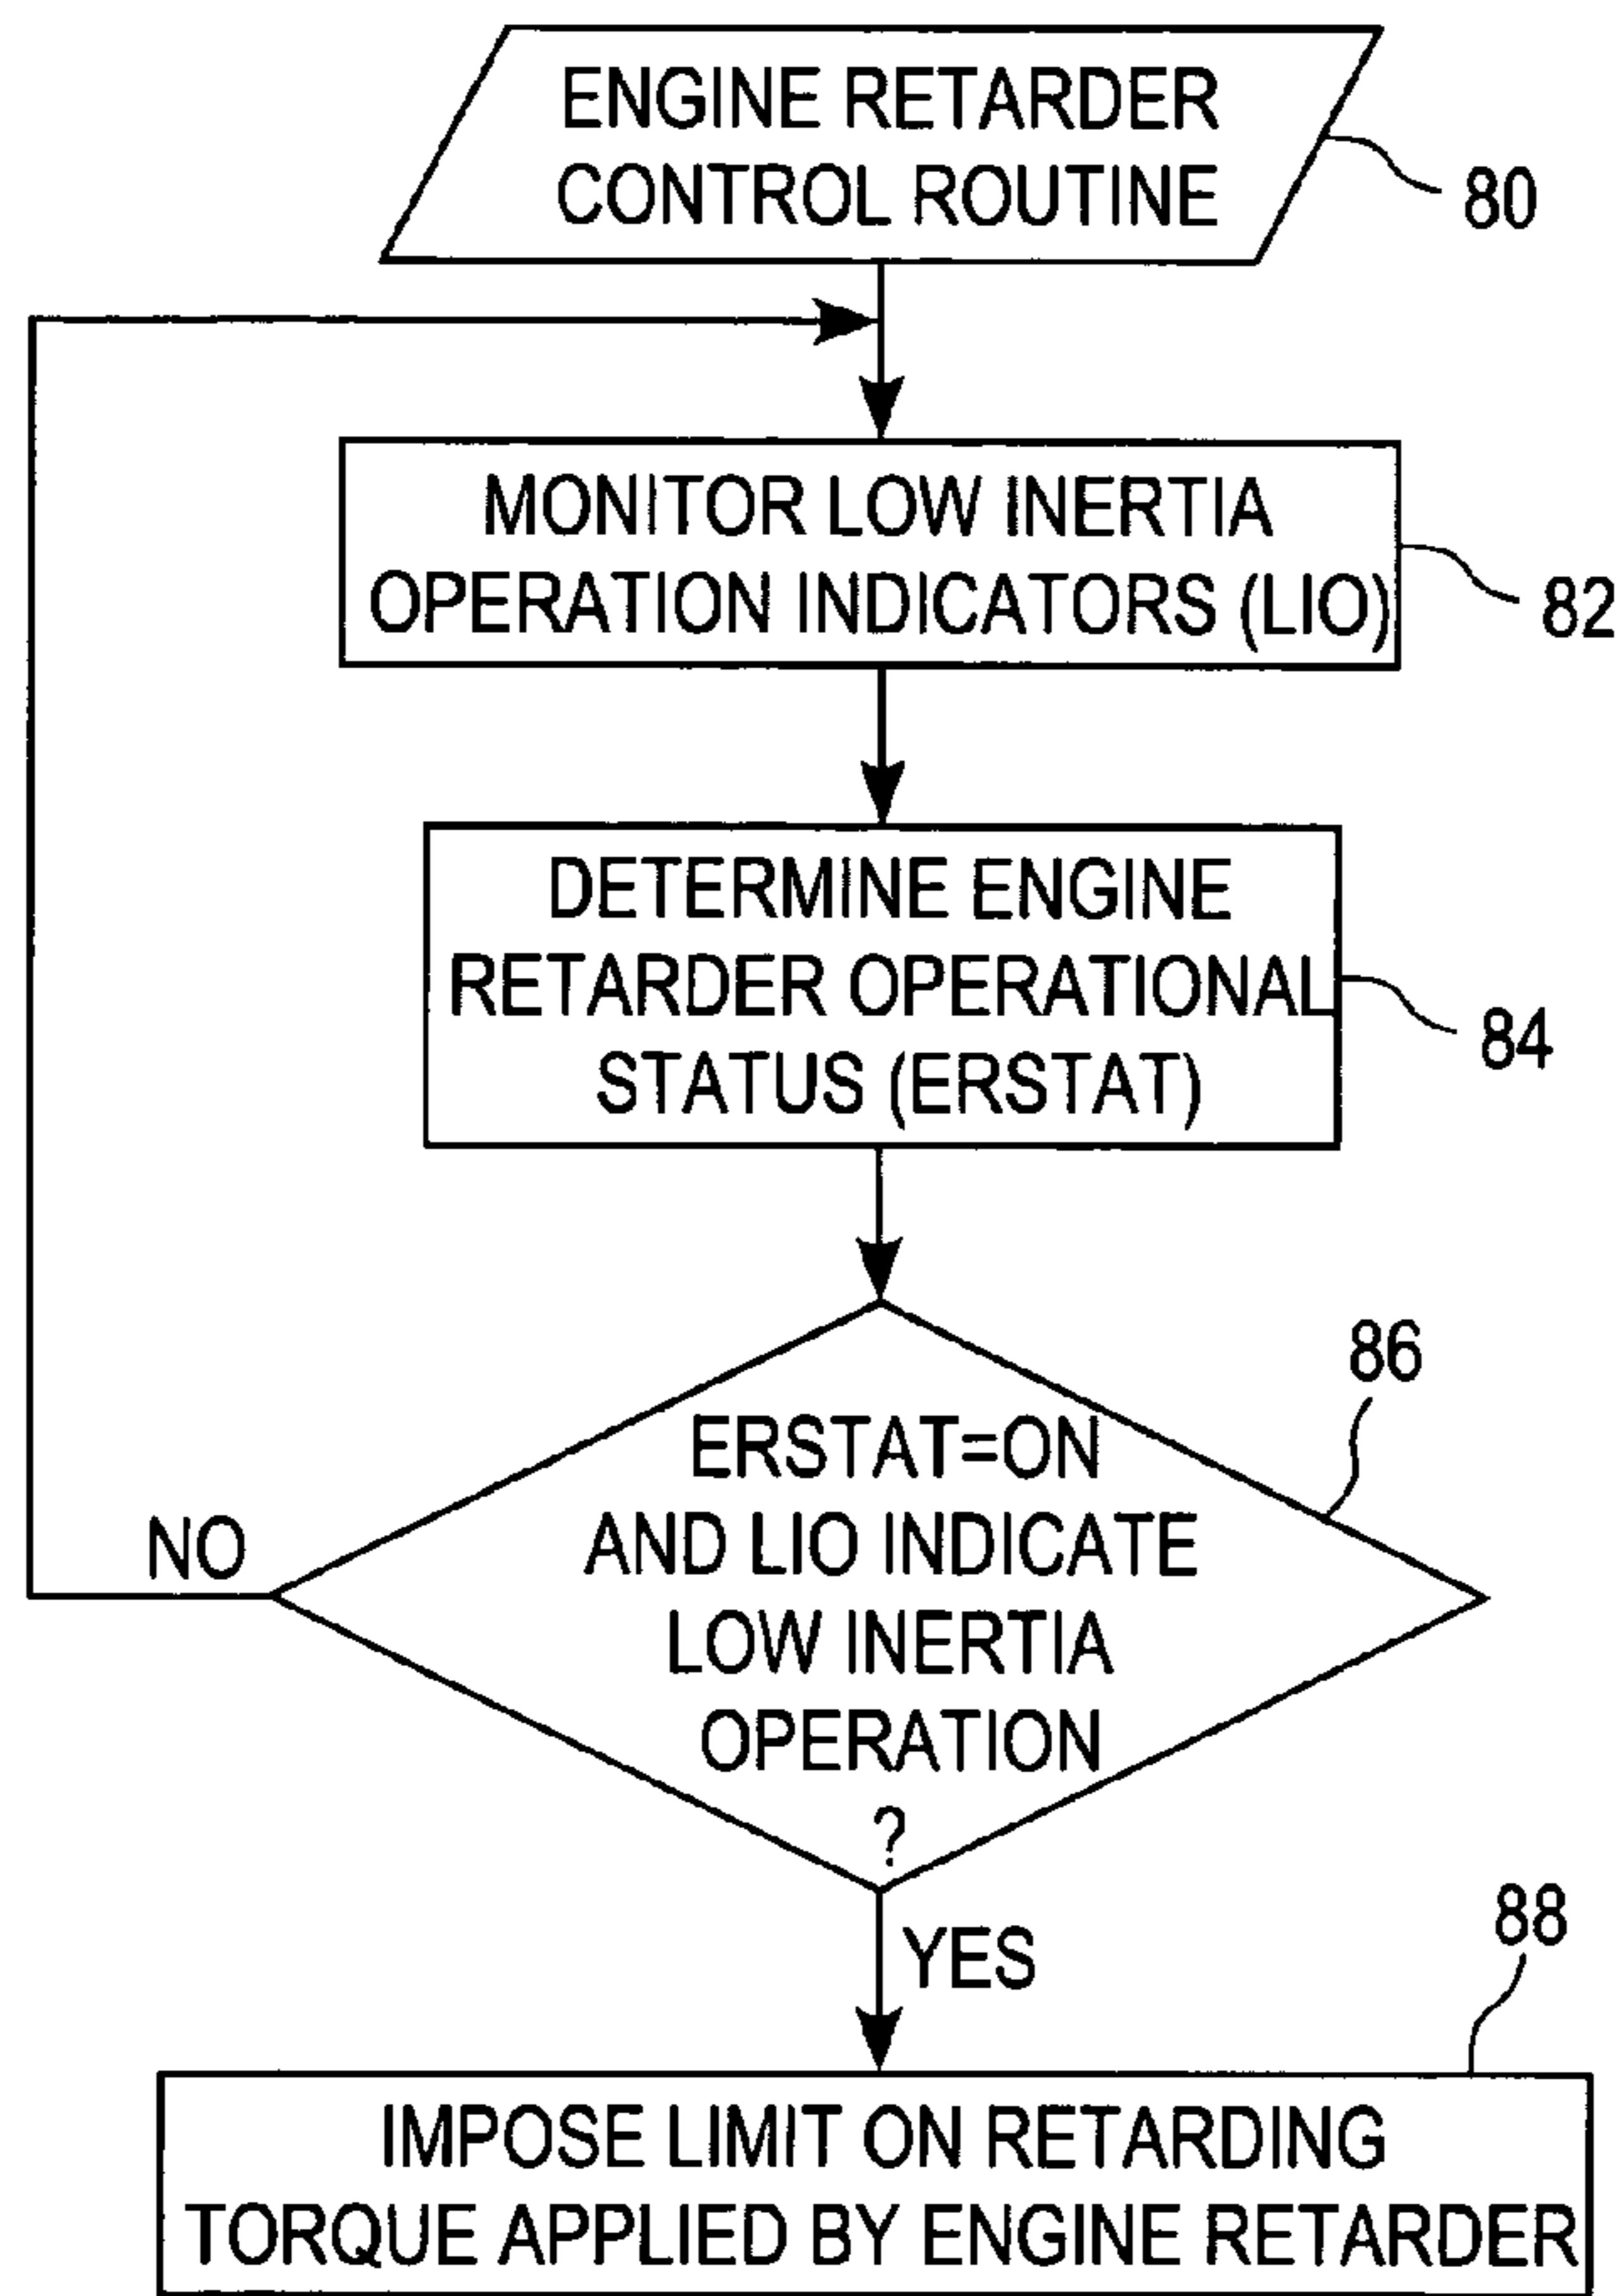 ENGINE RETARDER
CONTROL ROUTINE
80
MONITOR LOW INERTIA
OPERATION INDICATORS (LIO)
82
DETERMINE ENGINE
RETARDER OPERATIONAL
STATUS (ERSTAT)
84
86
ERSTAT=ON
AND LIO INDICATE
LOW INERTIA
OPERATION
?
NO
YES
88
IMPOSE LIMIT ON RETARDING
TORQUE APPLIED BY ENGINE RETARDER